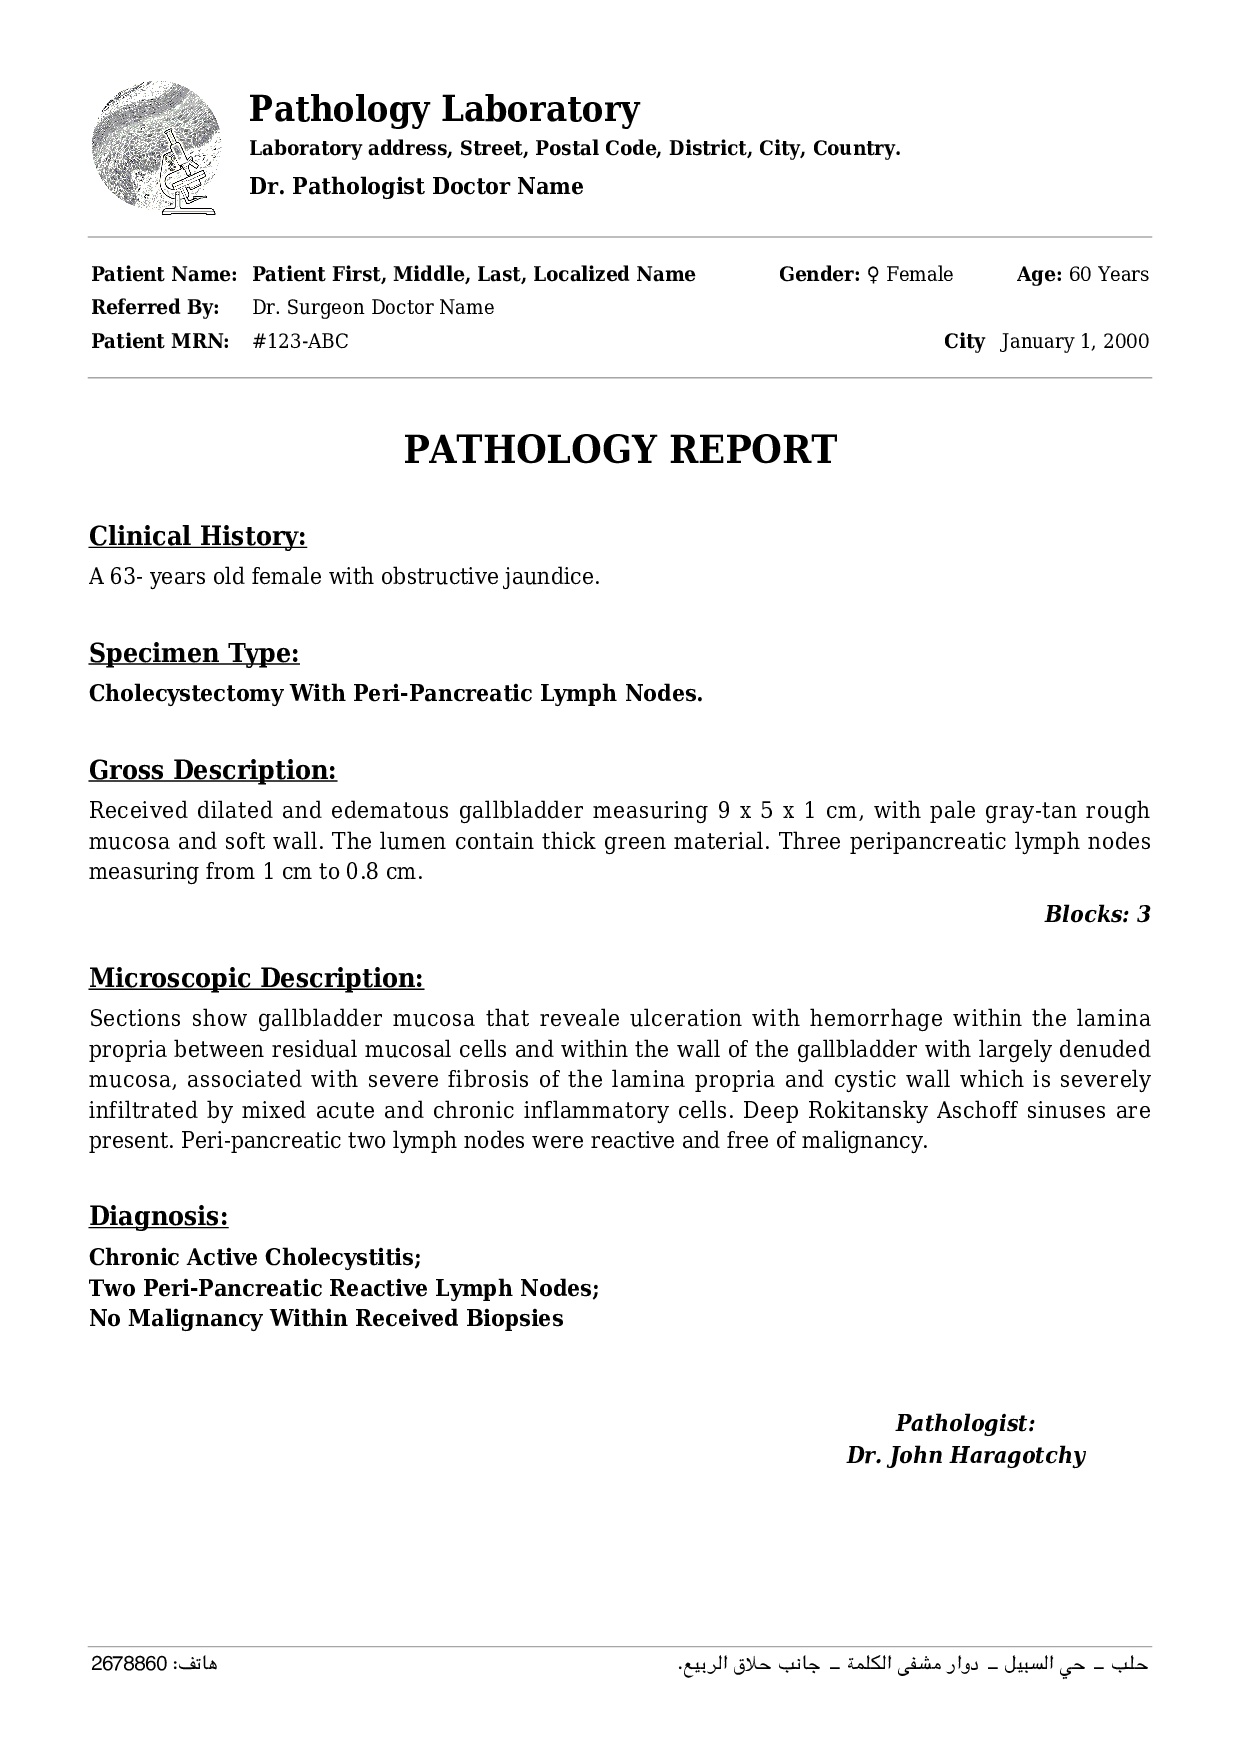 Pathology Laboratory
Laboratory address, Street, Postal Code, District, City, Country.
Dr. Pathologist Doctor Name
Patient Name: Patient First, Middle, Last, Localized Name Gender: ♀ Female Age: 60 Years
Referred By: Dr. Surgeon Doctor Name
Patient MRN: #123-ABC City January 1, 2000
PATHOLOGY REPORT
Clinical History:
A 63- years old female with obstructive jaundice.
Specimen Type:
Cholecystectomy With Peri-Pancreatic Lymph Nodes.
Gross Description:
Received dilated and edematous gallbladder measuring 9 x 5 x 1 cm, with pale gray-tan rough
mucosa and soft wall. The lumen contain thick green material. Three peripancreatic lymph nodes
measuring from 1 cm to 0.8 cm.
Blocks: 3
Microscopic Description:
Sections show gallbladder mucosa that reveale ulceration with hemorrhage within the lamina
propria between residual mucosal cells and within the wall of the gallbladder with largely denuded
mucosa, associated with severe fibrosis of the lamina propria and cystic wall which is severely
infiltrated by mixed acute and chronic inflammatory cells. Deep Rokitansky Aschoff sinuses are
present. Peri-pancreatic two lymph nodes were reactive and free of malignancy.
Diagnosis:
Chronic Active Cholecystitis;
Two Peri-Pancreatic Reactive Lymph Nodes;
No Malignancy Within Received Biopsies
Pathologist:
Dr. John Haragotchy
حلب – حي السبيل – دوار مشفى الكلمة – جانب حلاق الربيع. هاتف: 2678860